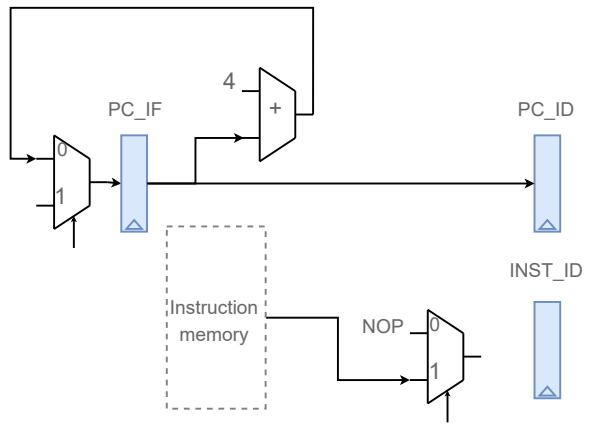 4
+
PC_IF
PC_ID
0
1
INST_ID
Instruction
memory
NOP
0
1